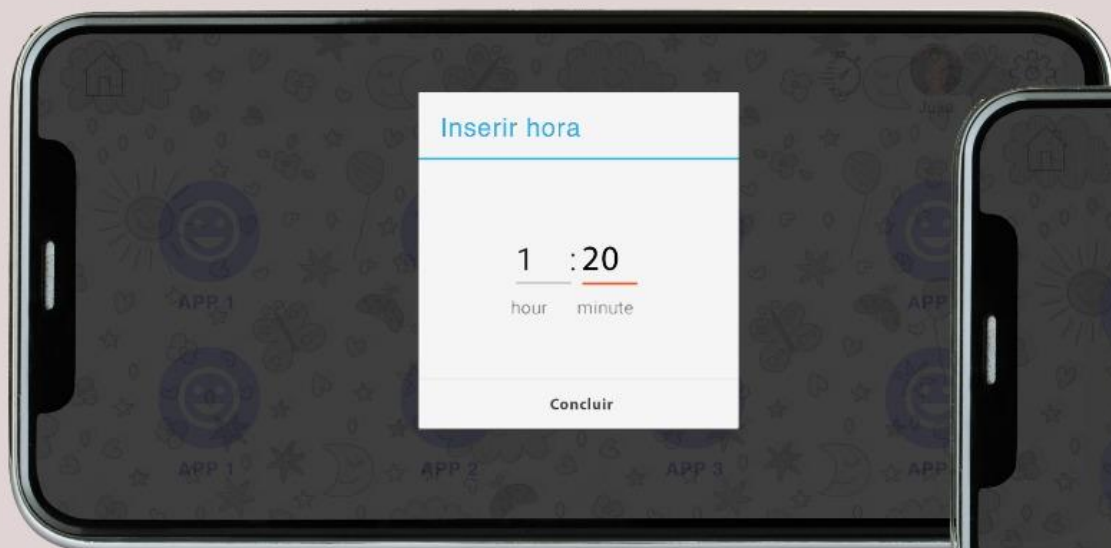 Juan
Inserir hora
1 : 20
hour minute
APP 1
APP
Concluir
APP 1
APP 2
APP 3
APP